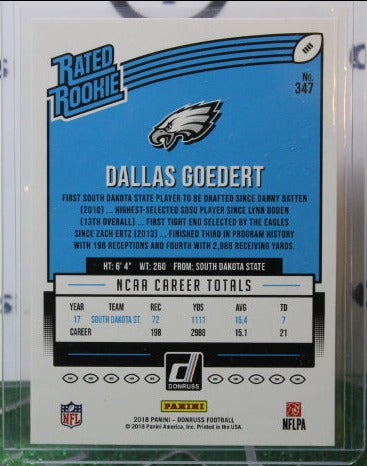 RATED
ROOKIE
No.
347
DALLAS GOEDERT
FIRST SOUTH DAKOTA STATE PLAYER TO BE DRAFTED SINCE DANNY BATTEN
(2010) ... HIGHEST-SELECTED SDSU PLAYER SINCE LYNN BODEN
(13TH OVERALL) ... FIRST TIGHT END SELECTED BY THE EAGLES
SINCE ZACH ERTZ (2013) ... FINISHED THIRD IN PROGRAM HISTORY
WITH 198 RECEPTIONS AND FOURTH WITH 2,988 RECEIVING YARDS.
HT: 6' 4" WT: 260 FROM: SOUTH DAKOTA STATE
NCAA CAREER TOTALS
YEAR TEAM REC YDS AVG TD
17 SOUTH DAKOTA ST. 72 1111 15.4 7
CAREER 198 2988 15.1 21
DONRUSS
NFL
PANINI
NFLPA
2018 PANINI – DONRUSS FOOTBALL
© 2018 Panini America, Inc. Printed in the USA.